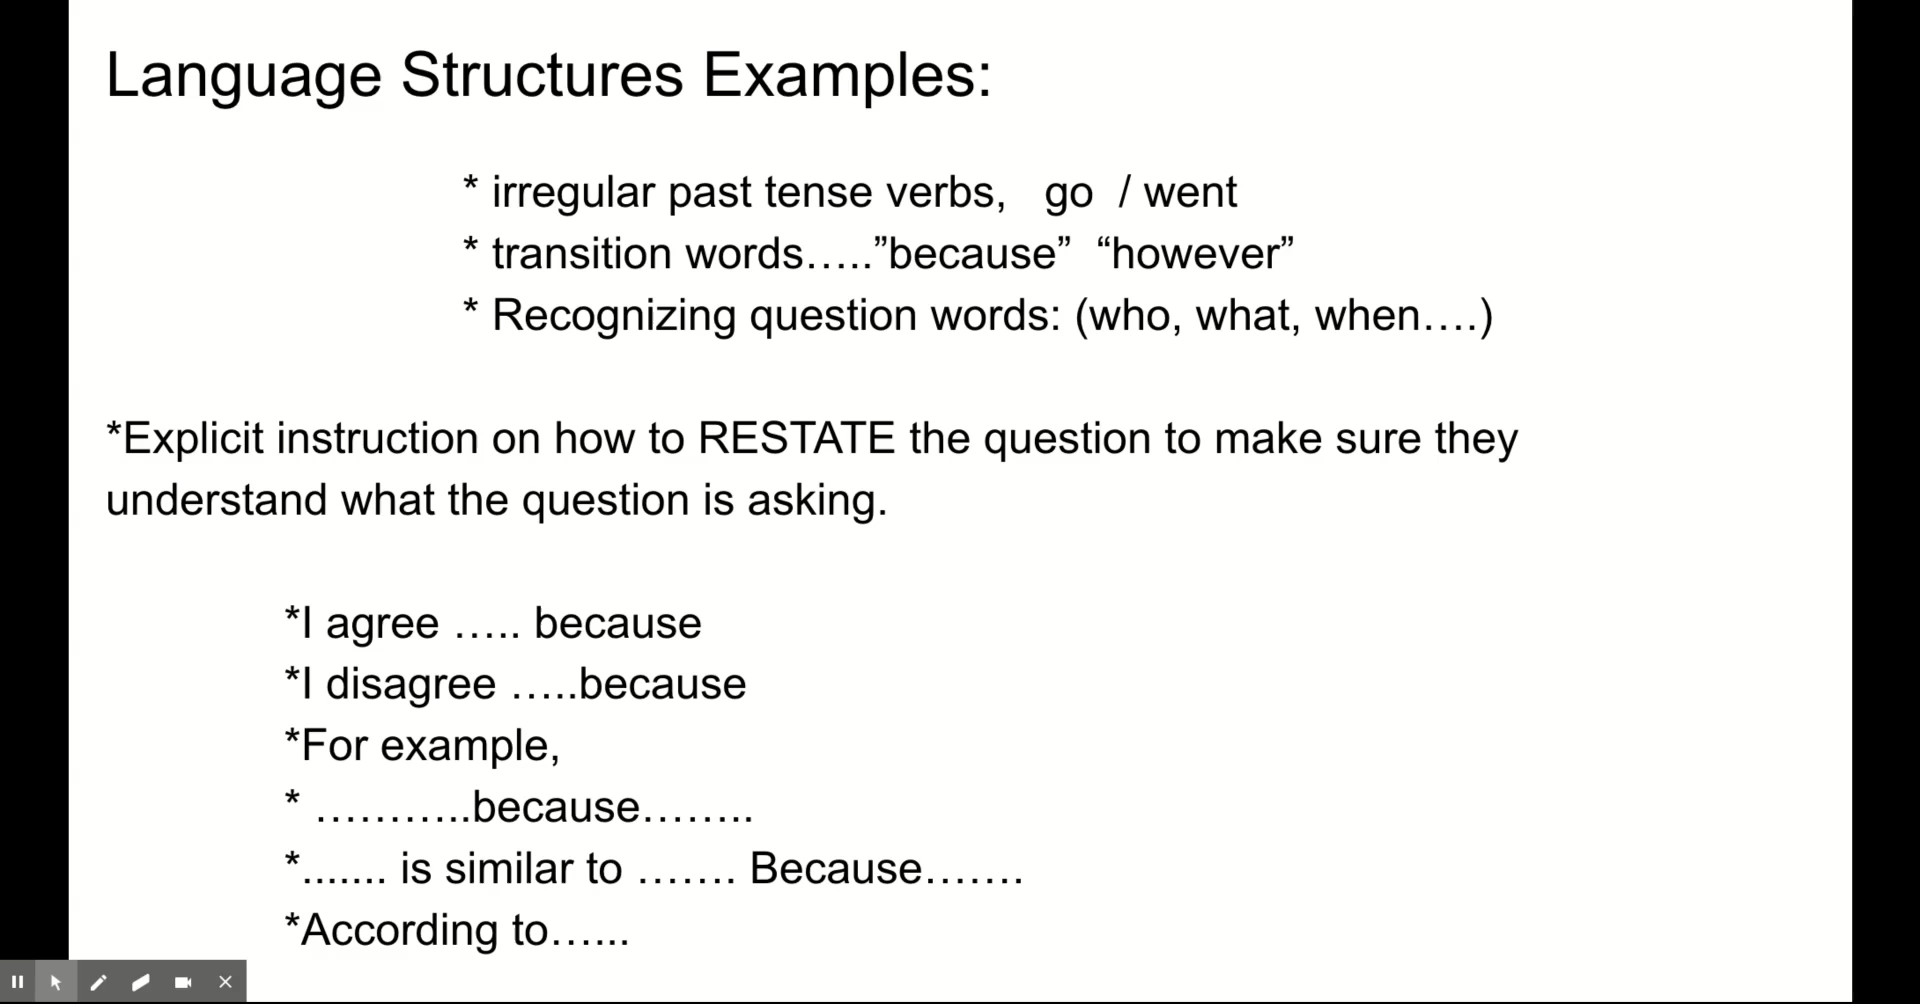 Language Structures Examples:
* irregular past tense verbs,   go  / went
* transition words…..”because”  “however”
* Recognizing question words: (who, what, when….)
*Explicit instruction on how to RESTATE the question to make sure they
understand what the question is asking.
*I agree ….. because
*I disagree …..because
*For example,
* ………..because……..
*....... is similar to ……. Because…….
*According to…...